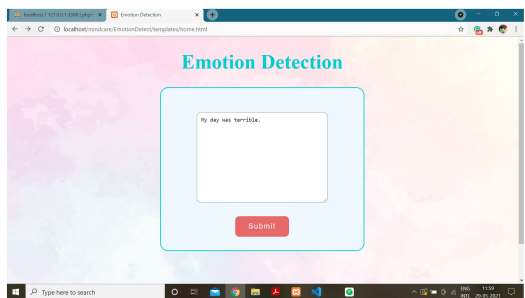 localhost / 127.0.0.1:3308 | php
Emotion Detection
localhost/mindcare/EmotionDetect/templates/home.html
Emotion Detection
My day was terrible.
Submit
Type here to search
ENG
INTL
11:59
29-05-2021